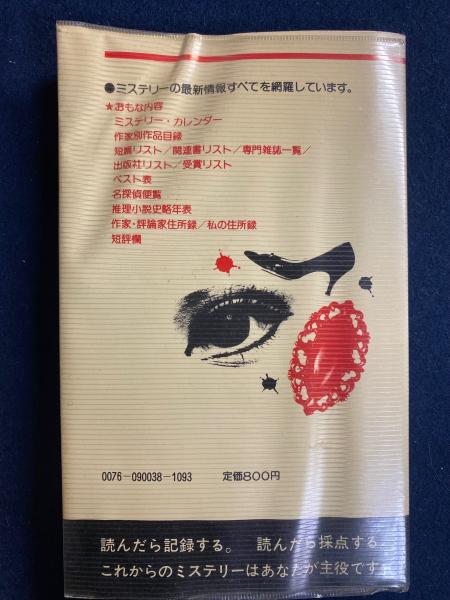 ●ミステリーの最新情報すべてを網羅しています。
★おもな内容
ミステリー・カレンダー
作家別作品目録
短篇リスト／関連書リスト／専門雑誌一覧／
出版社リスト／受賞リスト
ベスト表
名探偵便覧
推理小説史略年表
作家・評論家住所録／私の住所録
短評欄
0076-090038-1093 定価800円
読んだら記録する。 読んだら採点する。
これからのミステリーはあなたが主役です。